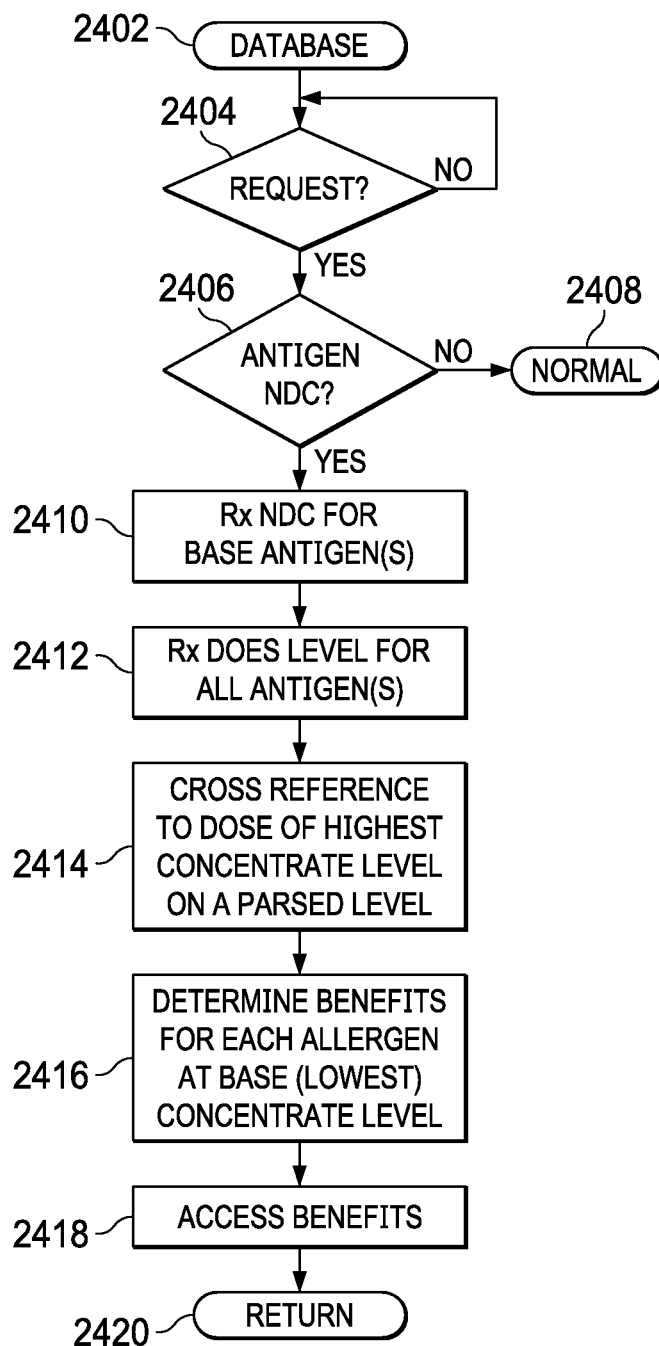 2402
DATABASE
2404
REQUEST?
NO
YES
2406
ANTIGEN
NDC?
NO
2408
NORMAL
YES
2410
Rx NDC FOR
BASE ANTIGEN(S)
2412
Rx DOES LEVEL FOR
ALL ANTIGEN(S)
2414
CROSS REFERENCE
TO DOSE OF HIGHEST
CONCENTRATE LEVEL
ON A PARSED LEVEL
2416
DETERMINE BENEFITS
FOR EACH ALLERGEN
AT BASE (LOWEST)
CONCENTRATE LEVEL
2418
ACCESS BENEFITS
2420
RETURN